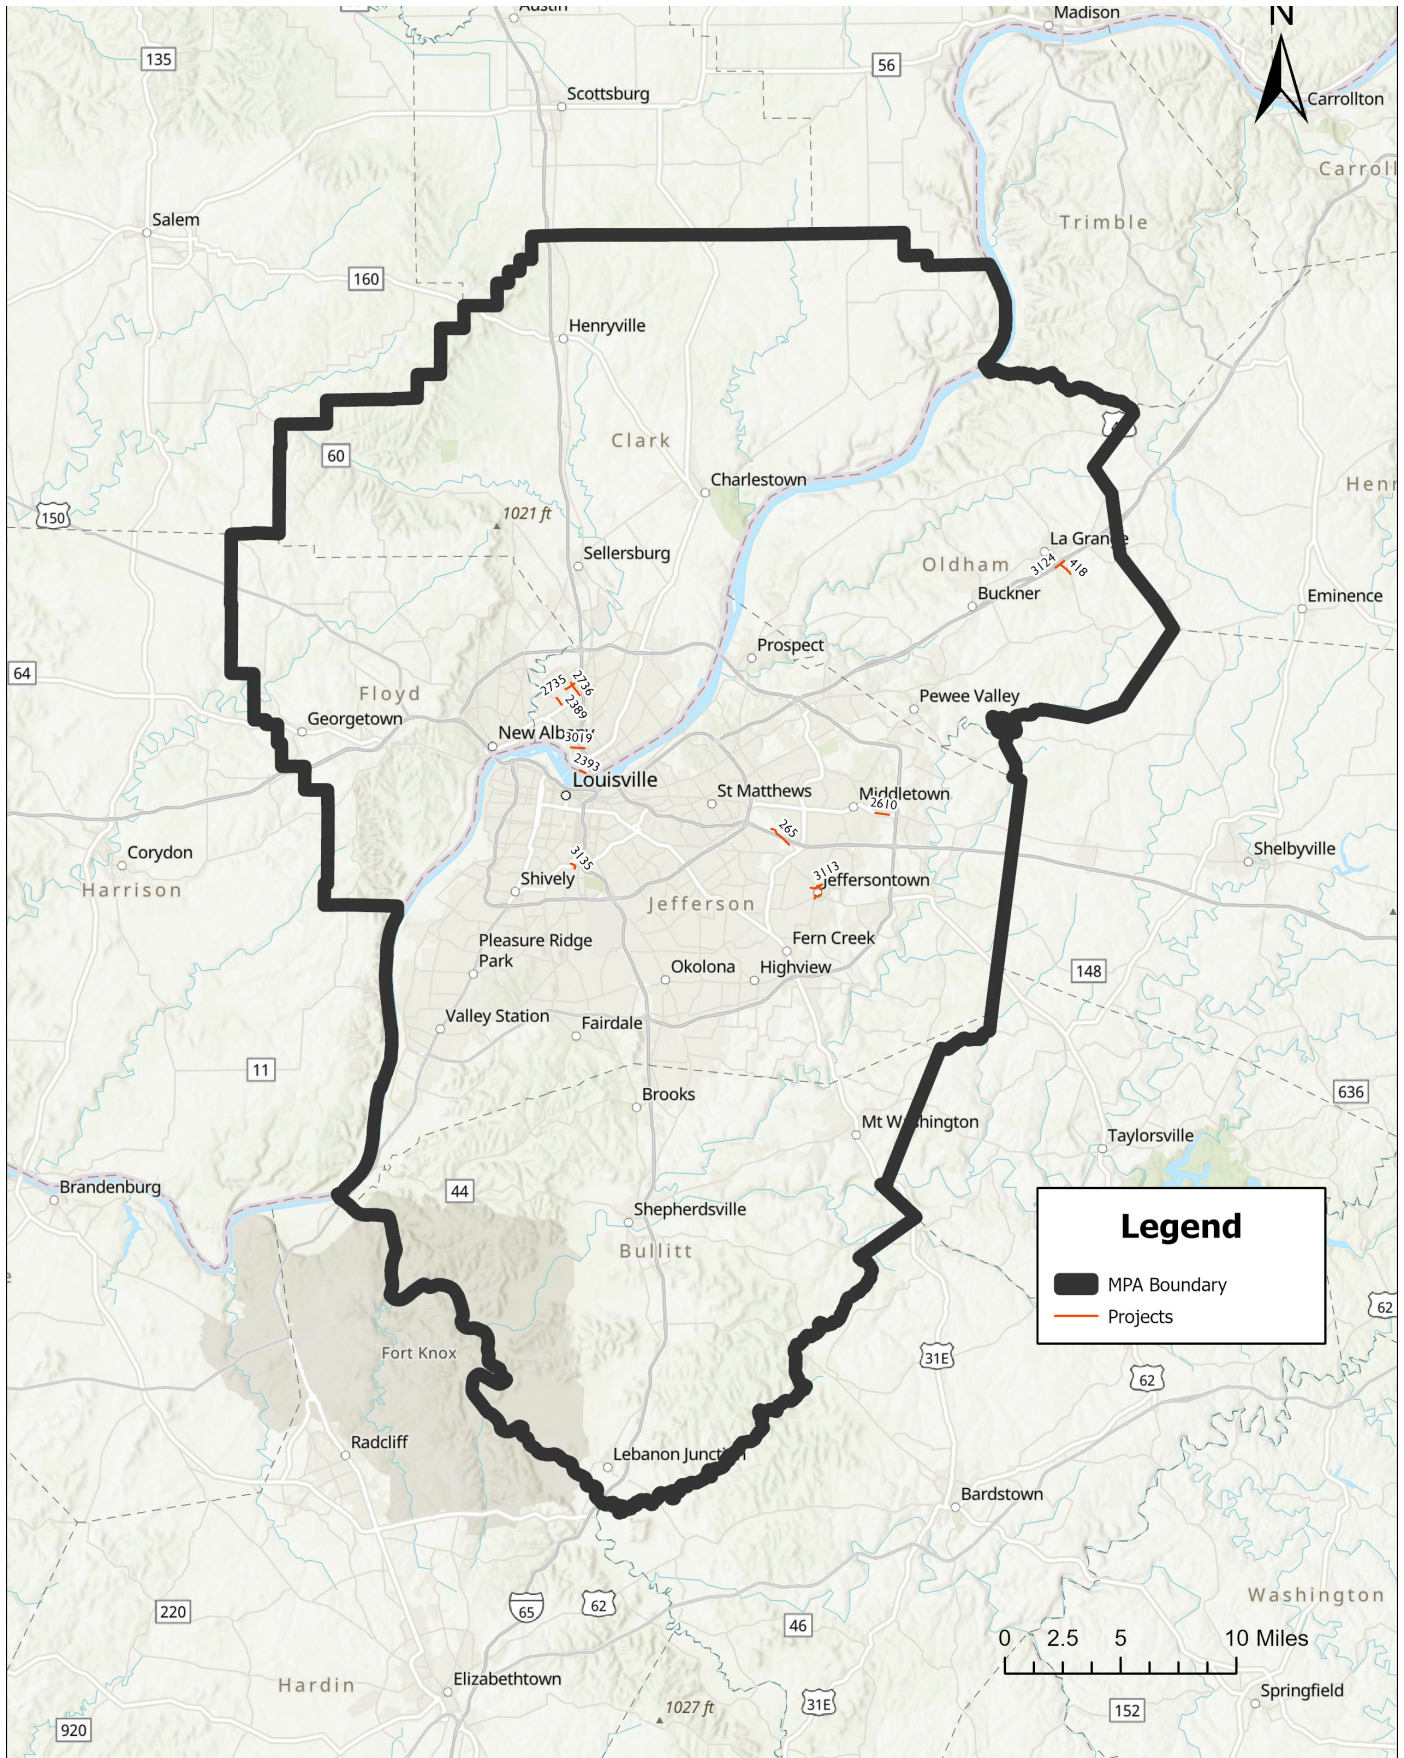 Austin
Madison
N
135
56
Scottsburg
Carrollton
Carroll
Salem
Trimble
160
Henryville
Clark
60
Charlestown
Henr
150
1021 ft
Sellersburg
La Grange
Oldham
3124
418
Buckner
Eminence
Prospect
64
2735
2736
Floyd
2389
Pewee Valley
Georgetown
New Albany
3019
2393
Louisville
St Matthews
Middletown
2610
265
3135
Shelbyville
Corydon
3113
Shively
Jeffersontown
Harrison
Jefferson
Pleasure Ridge
Park
Fern Creek
Okolona
Highview
148
Valley Station
Fairdale
11
Brooks
636
Mt Washington
Taylorsville
Brandenburg
44
Shepherdsville
Legend
Bullitt
MPA Boundary
62
Projects
Fort Knox
31E
62
Radcliff
Lebanon Junction
Bardstown
Washington
65
62
220
46
0 2.5 5 10 Miles
Elizabethtown
Hardin
Springfield
1027 ft
31E
152
920